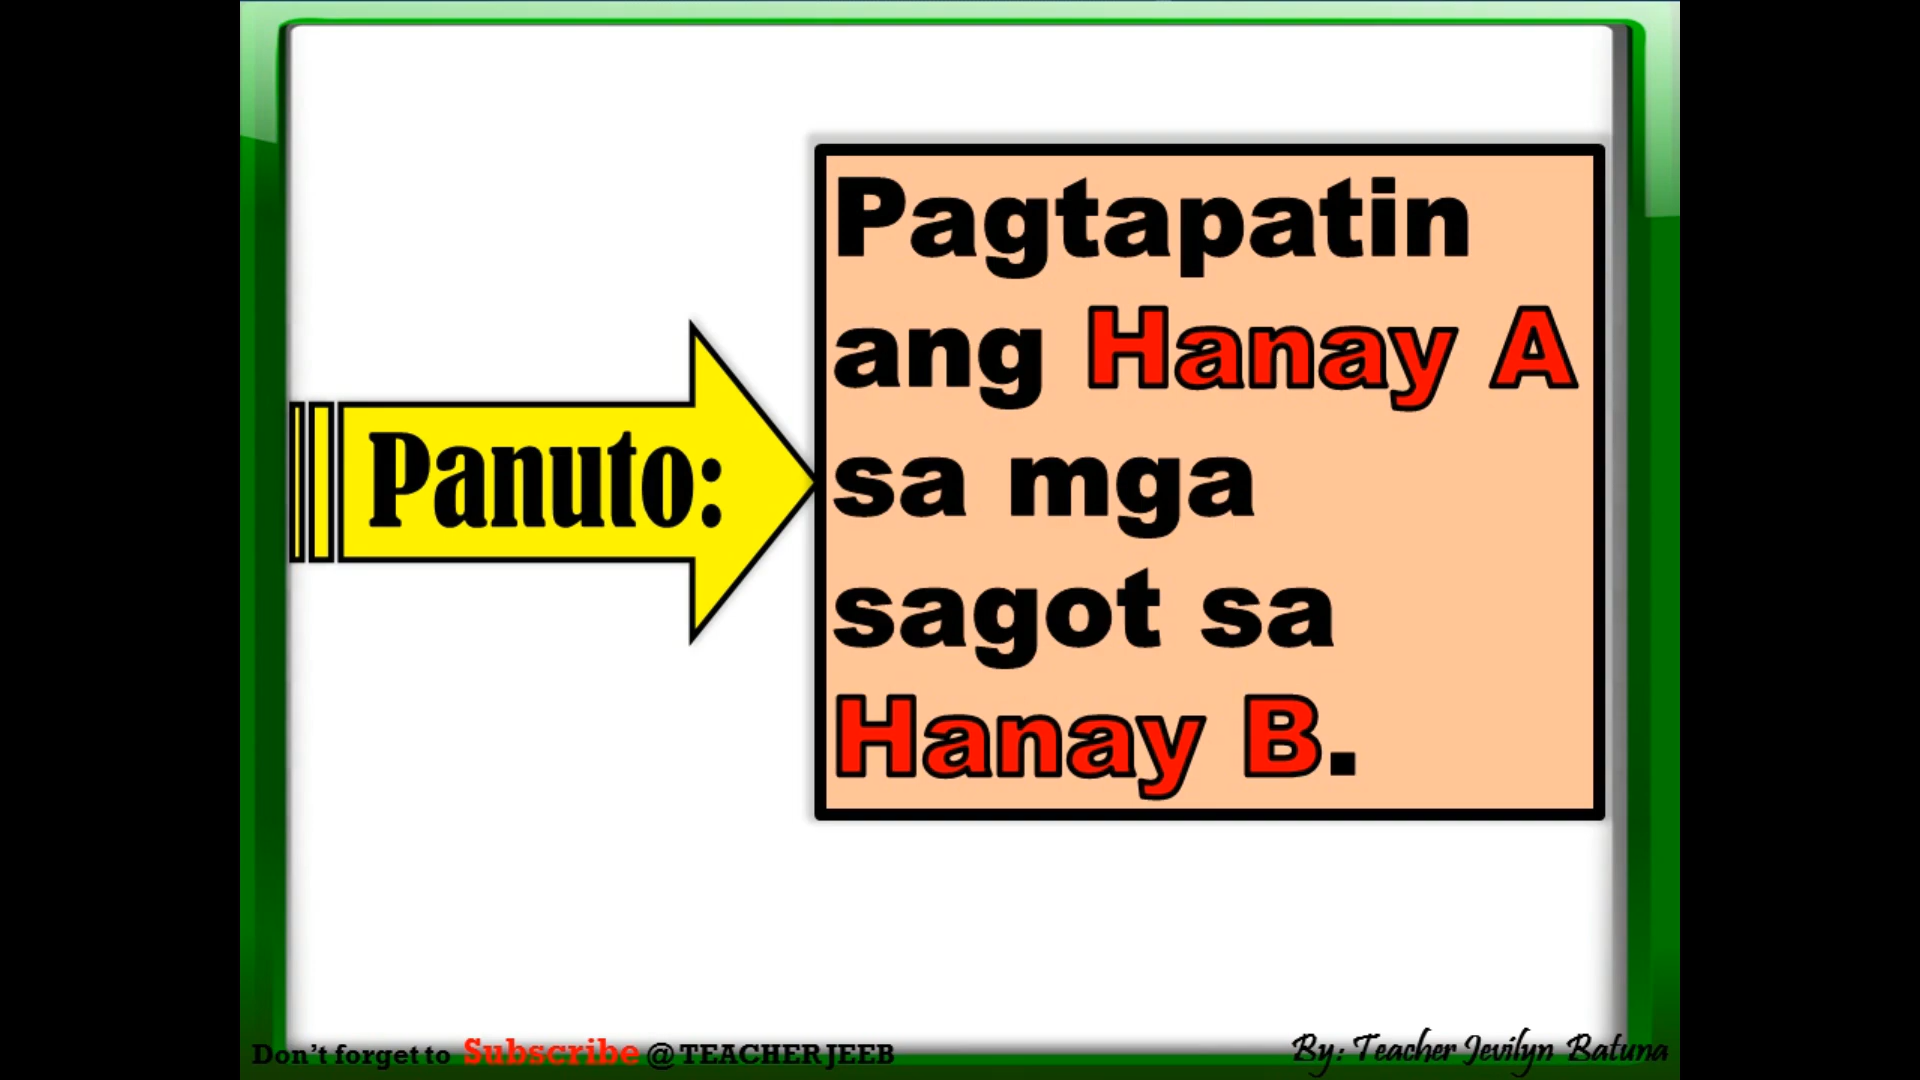 Panuto:
Pagtapatin
ang Hanay A
sa mga
sagot sa
Hanay B.
Don't forget to Subscribe @ TEACHER JEEB
By: Teacher Jevilyn Batuna